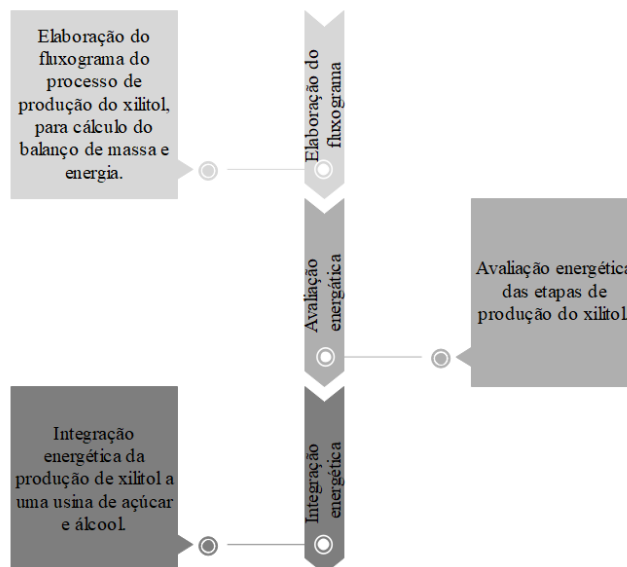 Elaboração do
fluxograma do
processo de
produção do xilitol,
para cálculo do
balanço de massa e
energia.
Elaboração do
fluxograma
Avaliação
energática
Avaliação energética
das etapas de
produção do xilitol.
Integração
energética da
produção de xilitol a
uma usina de açúcar
e álcool.
Integração
energética